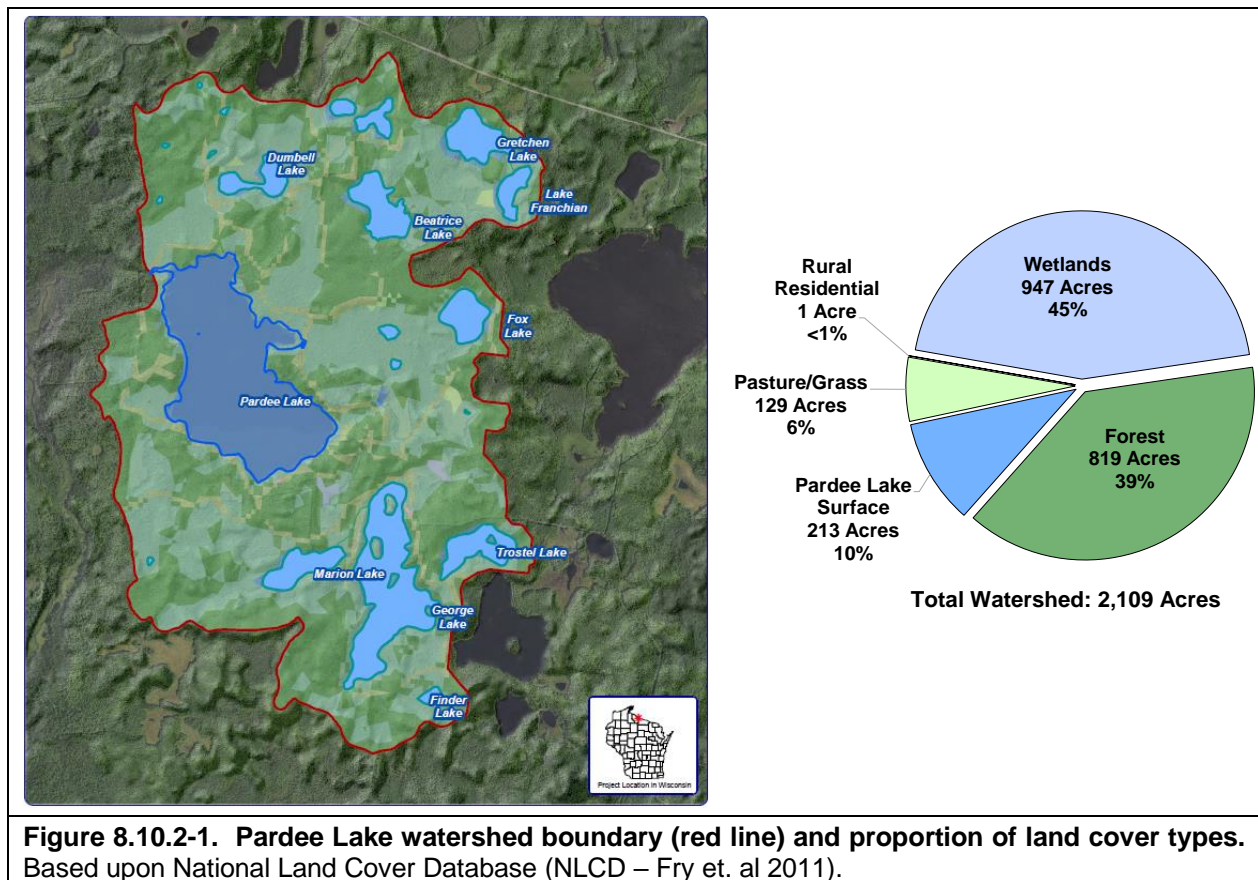 Dumbell
Lake
Gretchen
Lake
Lake
Franchian
Beatrice
Lake
Fox
Lake
Pardee Lake
Marion Lake
Trostel Lake
George
Lake
Finder
Lake
Project Location in Wisconsin
Wetlands
947 Acres
45%
Rural
Residential
1 Acre
<1%
Pasture/Grass
129 Acres
6%
Forest
819 Acres
39%
Pardee Lake
Surface
213 Acres
10%
Total Watershed: 2,109 Acres
Figure 8.10.2-1. Pardee Lake watershed boundary (red line) and proportion of land cover types.
Based upon National Land Cover Database (NLCD – Fry et. al 2011).